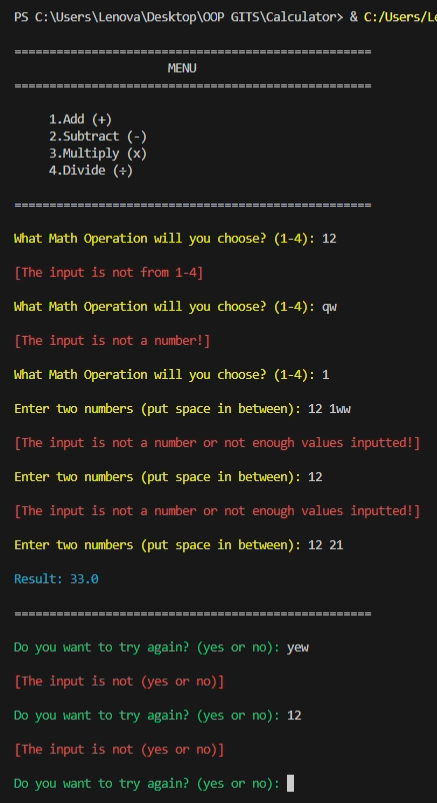 PS C:\Users\Lenova\Desktop\OOP GITS\Calculator> & C:/Users/Le
===================================================
MENU
===================================================
1.Add (+)
2.Subtract (-)
3.Multiply (x)
4.Divide (÷)
===================================================
What Math Operation will you choose? (1-4): 12
[The input is not from 1-4]
What Math Operation will you choose? (1-4): qw
[The input is not a number!]
What Math Operation will you choose? (1-4): 1
Enter two numbers (put space in between): 12 1ww
[The input is not a number or not enough values inputted!]
Enter two numbers (put space in between): 12
[The input is not a number or not enough values inputted!]
Enter two numbers (put space in between): 12 21
Result: 33.0
===================================================
Do you want to try again? (yes or no): yew
[The input is not (yes or no)]
Do you want to try again? (yes or no): 12
[The input is not (yes or no)]
Do you want to try again? (yes or no):